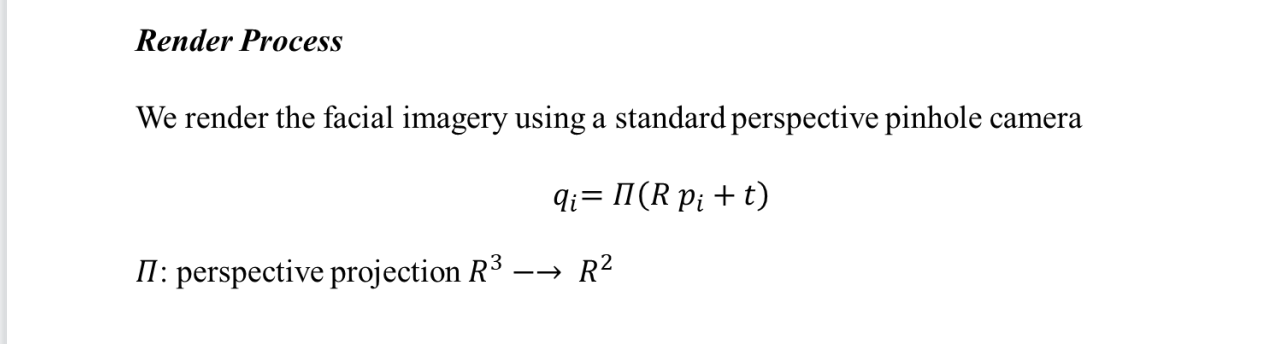 Render Process
We render the facial imagery using a standard perspective pinhole camera
qᵢ= Π(R pᵢ + t)
Π: perspective projection R³ −→ R²